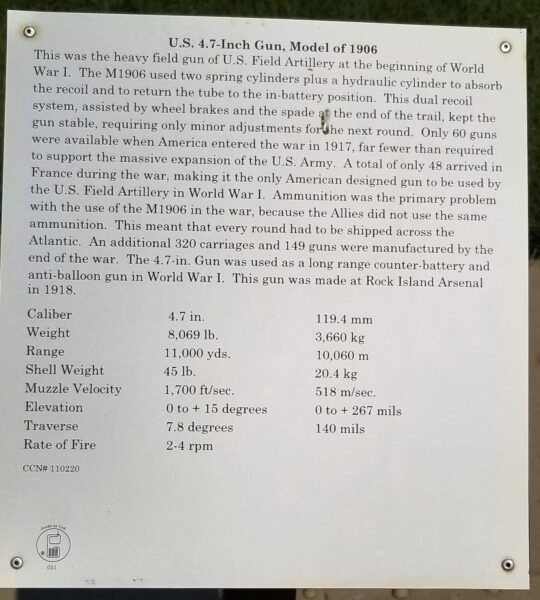 U.S. 4.7-Inch Gun, Model of 1906
This was the heavy field gun of U.S. Field Artillery at the beginning of World
War I. The M1906 used two spring cylinders plus a hydraulic cylinder to absorb
the recoil and to return the tube to the in-battery position. This dual recoil
system, assisted by wheel brakes and the spade at the end of the trail, kept the
gun stable, requiring only minor adjustments for the next round. Only 60 guns
were available when America entered the war in 1917, far fewer than required
to support the massive expansion of the U.S. Army. A total of only 48 arrived in
France during the war, making it the only American designed gun to be used by
the U.S. Field Artillery in World War I. Ammunition was the primary problem
with the use of the M1906 in the war, because the Allies did not use the same
ammunition. This meant that every round had to be shipped across the
Atlantic. An additional 320 carriages and 149 guns were manufactured by the
end of the war. The 4.7-in. Gun was used as a long range counter-battery and
anti-balloon gun in World War I. This gun was made at Rock Island Arsenal
in 1918.
Caliber 4.7 in. 119.4 mm
Weight 8,069 lb. 3,660 kg
Range 11,000 yds. 10,060 m
Shell Weight 45 lb. 20.4 kg
Muzzle Velocity 1,700 ft/sec. 518 m/sec.
Elevation 0 to + 15 degrees 0 to + 267 mils
Traverse 7.8 degrees 140 mils
Rate of Fire 2-4 rpm
CCN# 110220
Guide by Cell